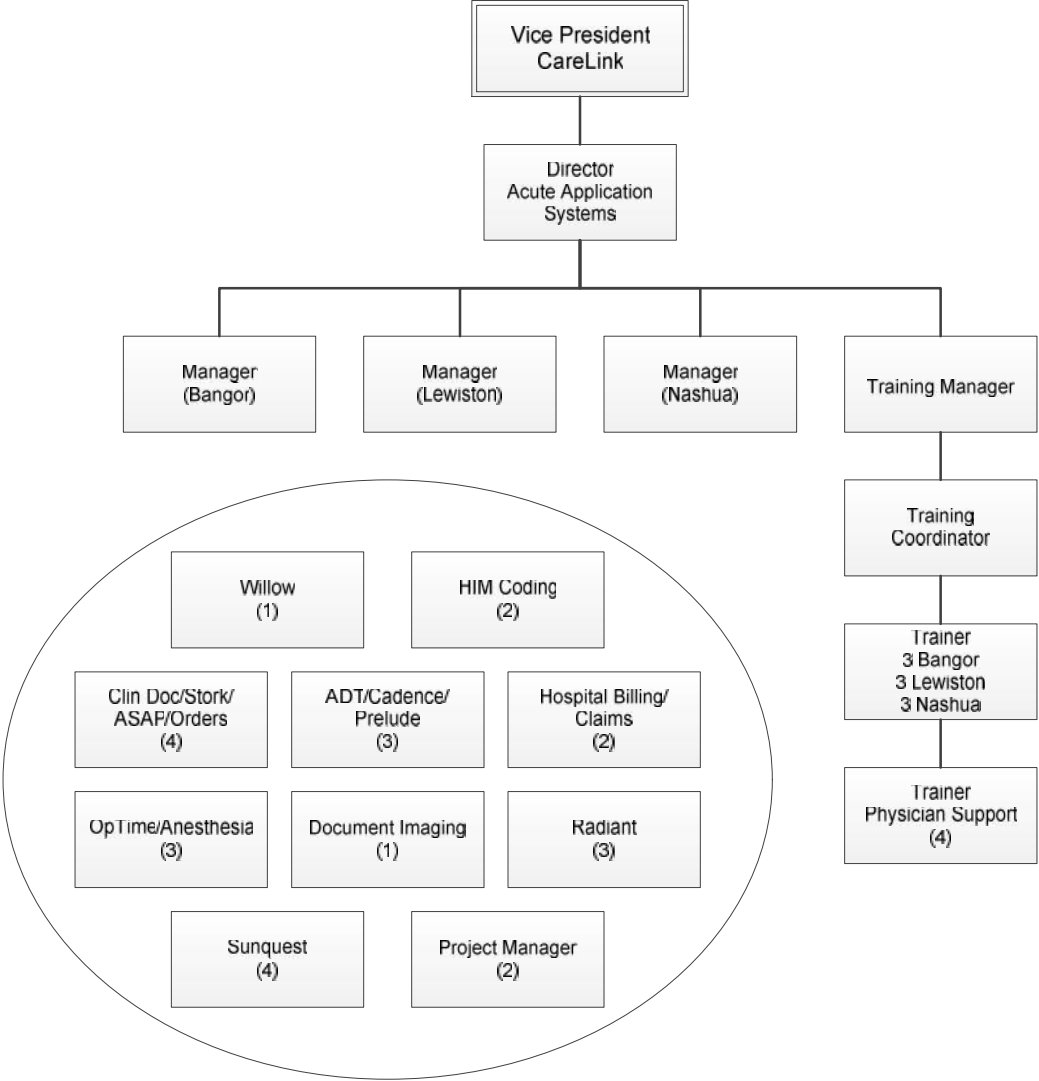 Vice President
CareLink
Director
Acute Application
Systems
Manager
(Bangor)
Manager
(Lewiston)
Manager
(Nashua)
Training Manager
Training
Coordinator
Willow
(1)
HIM Coding
(2)
Trainer
3 Bangor
3 Lewiston
3 Nashua
Clin Doc/Stork/
ASAP/Orders
(4)
ADT/Cadence/
Prelude
(3)
Hospital Billing/
Claims
(2)
Trainer
Physician Support
(4)
OpTime/Anesthesia
(3)
Document Imaging
(1)
Radiant
(3)
Sunquest
(4)
Project Manager
(2)